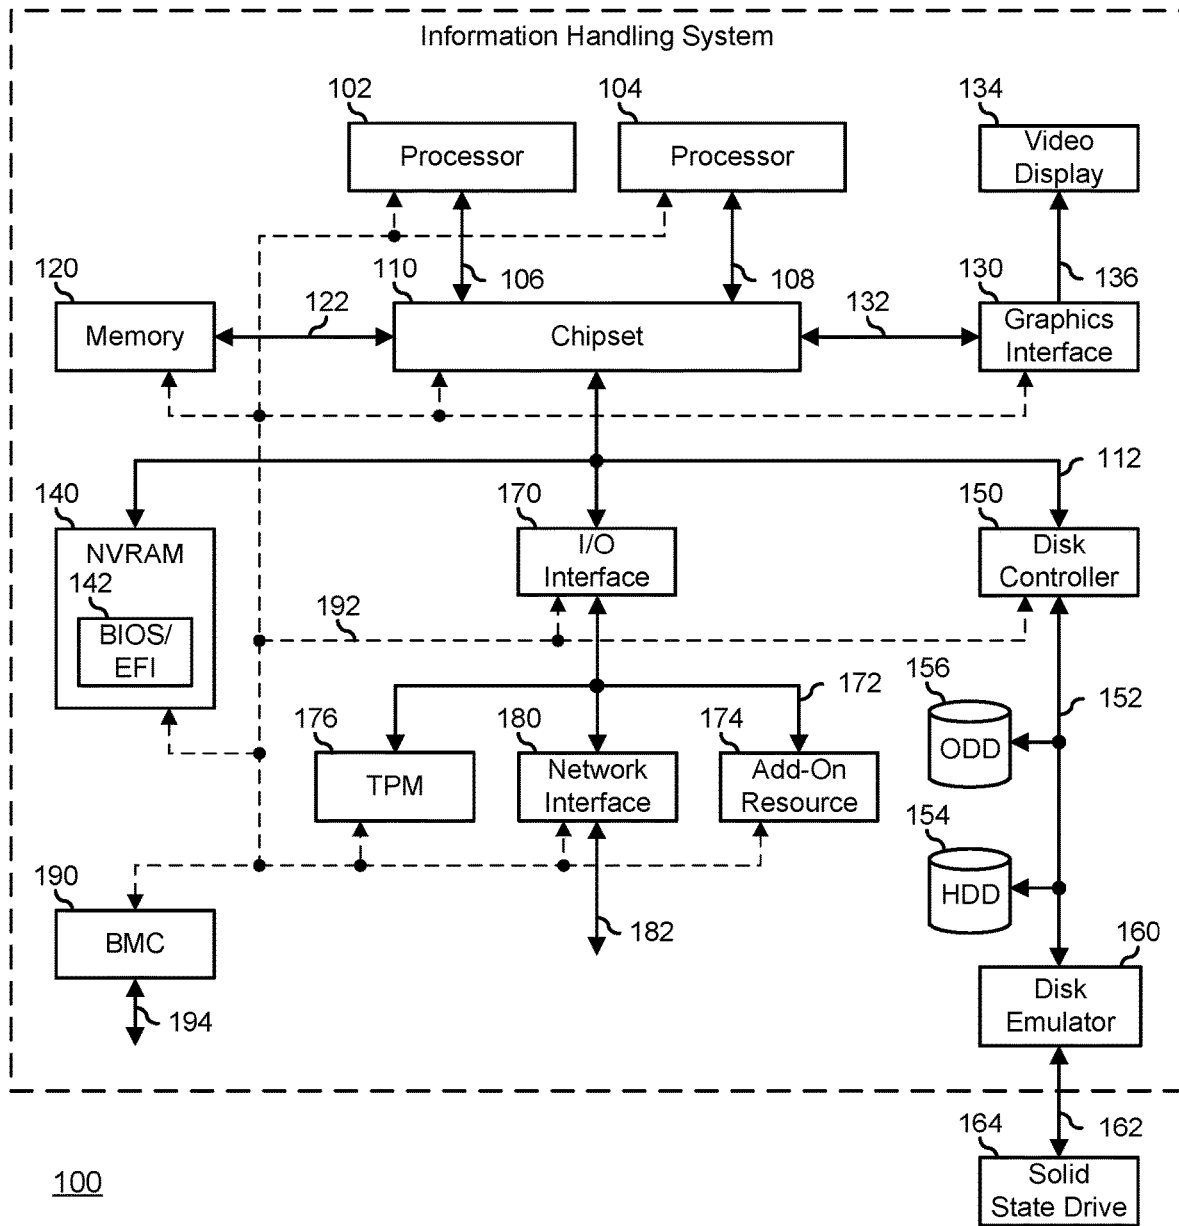 Information Handling System
102
104
134
Processor
Processor
Video
Display
120
110
106
108
130
136
122
132
Memory
Chipset
Graphics
Interface
112
140
170
150
NVRAM
I/O
Interface
Disk
Controller
142
BIOS/
EFI
192
156
172
152
176
180
174
ODD
TPM
Network
Interface
Add-On
Resource
154
190
HDD
BMC
182
160
194
Disk
Emulator
164
162
100
Solid
State Drive